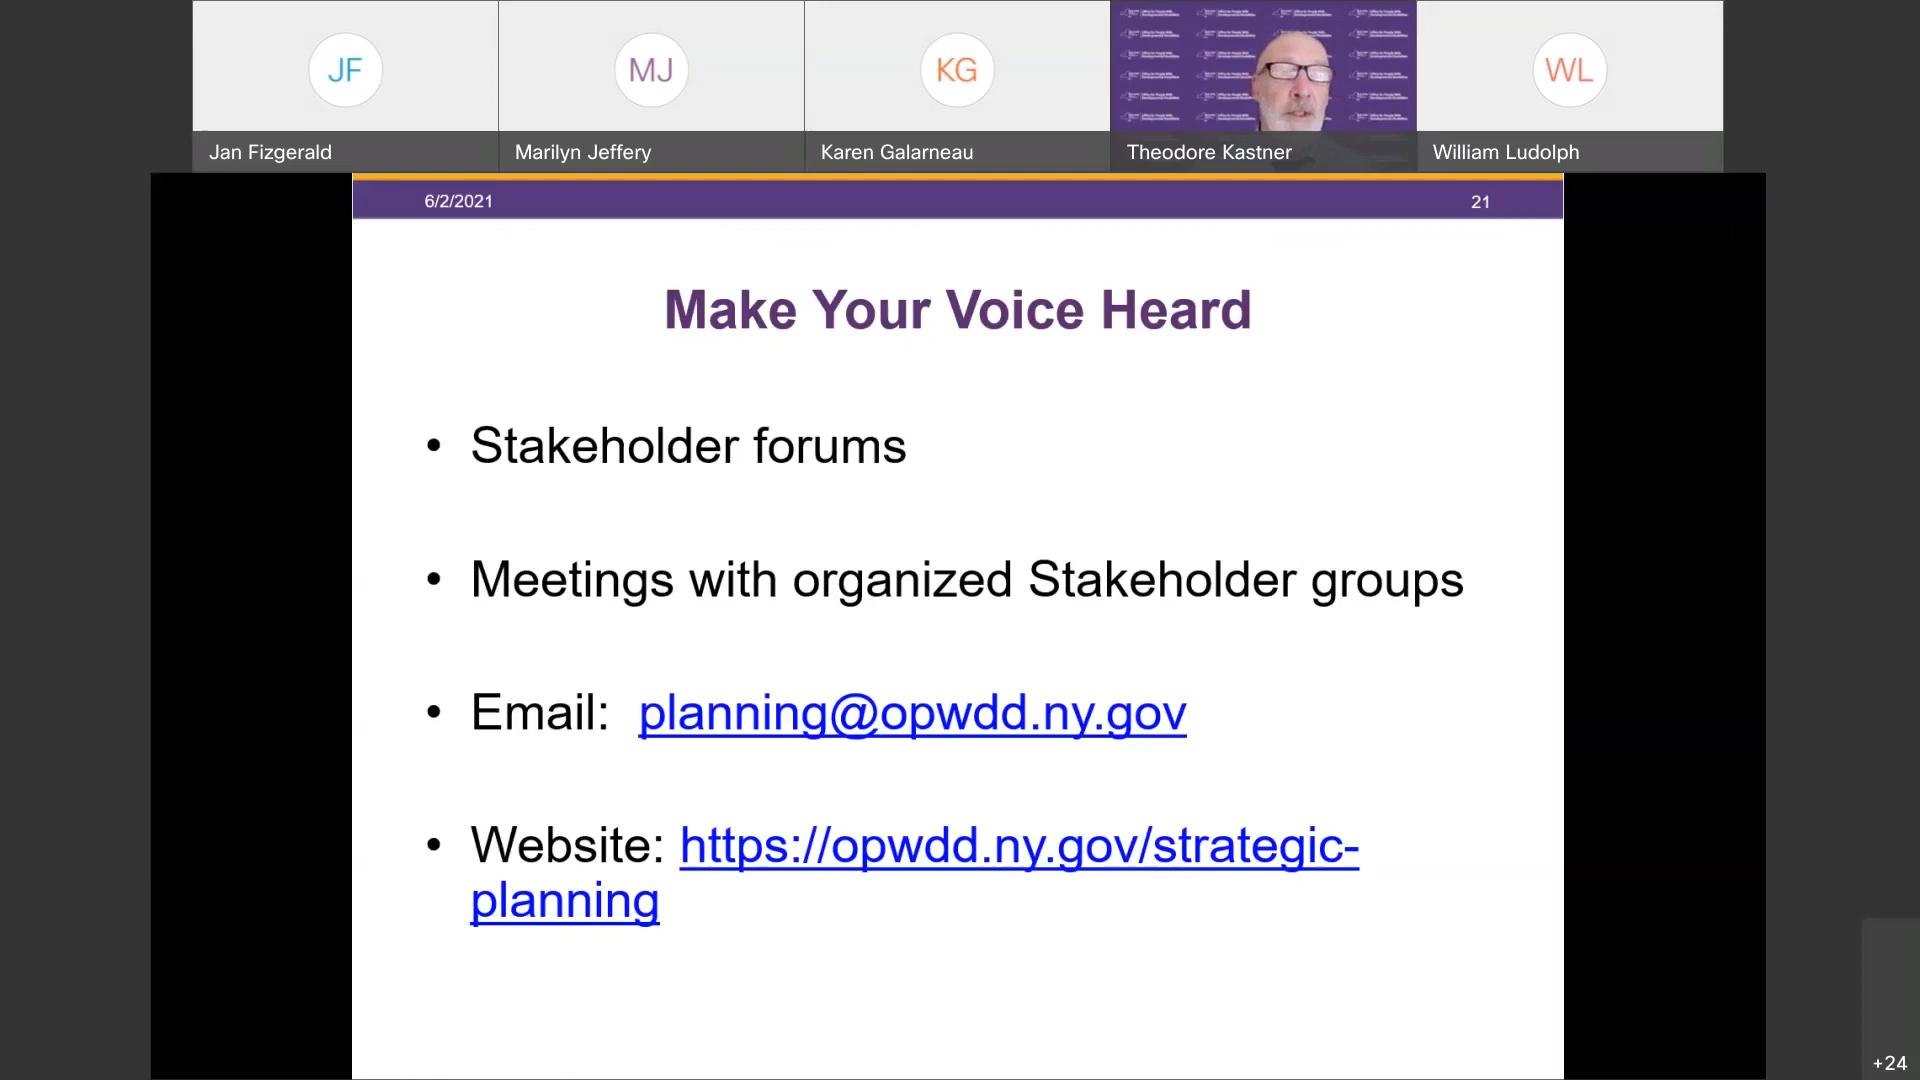 JF
MJ
KG
WL
Jan Fizgerald
Marilyn Jeffery
Karen Galarneau
Theodore Kastner
William Ludolph
6/2/2021
21
Make Your Voice Heard
• Stakeholder forums
• Meetings with organized Stakeholder groups
• Email: planning@opwdd.ny.gov
• Website: https://opwdd.ny.gov/strategic-
planning
+24